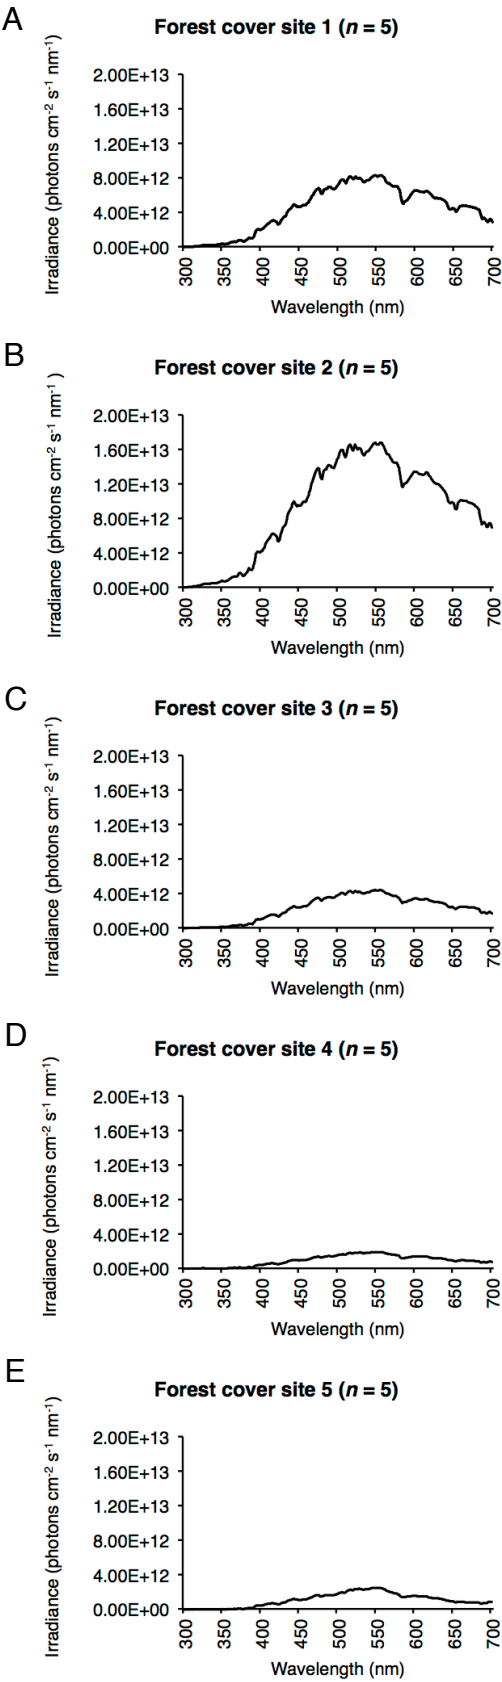 A
Forest cover site 1 (n = 5)
Irradiance (photons cm-2 s-1 nm-1)
2.00E+13
1.60E+13
1.20E+13
8.00E+12
4.00E+12
0.00E+00
300 350 400 450 500 550 600 650 700
Wavelength (nm)
B
Forest cover site 2 (n = 5)
Irradiance (photons cm-2 s-1 nm-1 )
2.00E+13
1.60E+13
1.20E+13
8.00E+12
4.00E+12
0.00E+00
300 350 400 450 500 550 600 650 700
Wavelength (nm)
C
Forest cover site 3 (n = 5)
Irradiance (photons cm-2 s-1 nm-1)
2.00E+13
1.60E+13
1.20E+13
8.00E+12
4.00E+12
0.00E+00
300 350 400 450 500 550 600 650 700
Wavelength (nm)
D
Forest cover site 4 (n = 5)
Irradiance (photons cm-2 s-1 nm-1)
2.00E+13
1.60E+13
1.20E+13
8.00E+12
4.00E+12
0.00E+00
300 350 400 450 500 550 600 650 700
Wavelength (nm)
E
Forest cover site 5 (n = 5)
Irradiance (photons cm-2 s-1 nm-1)
2.00E+13
1.60E+13
1.20E+13
8.00E+12
4.00E+12
0.00E+00
300 350 400 450 500 550 600 650 700
Wavelength (nm)